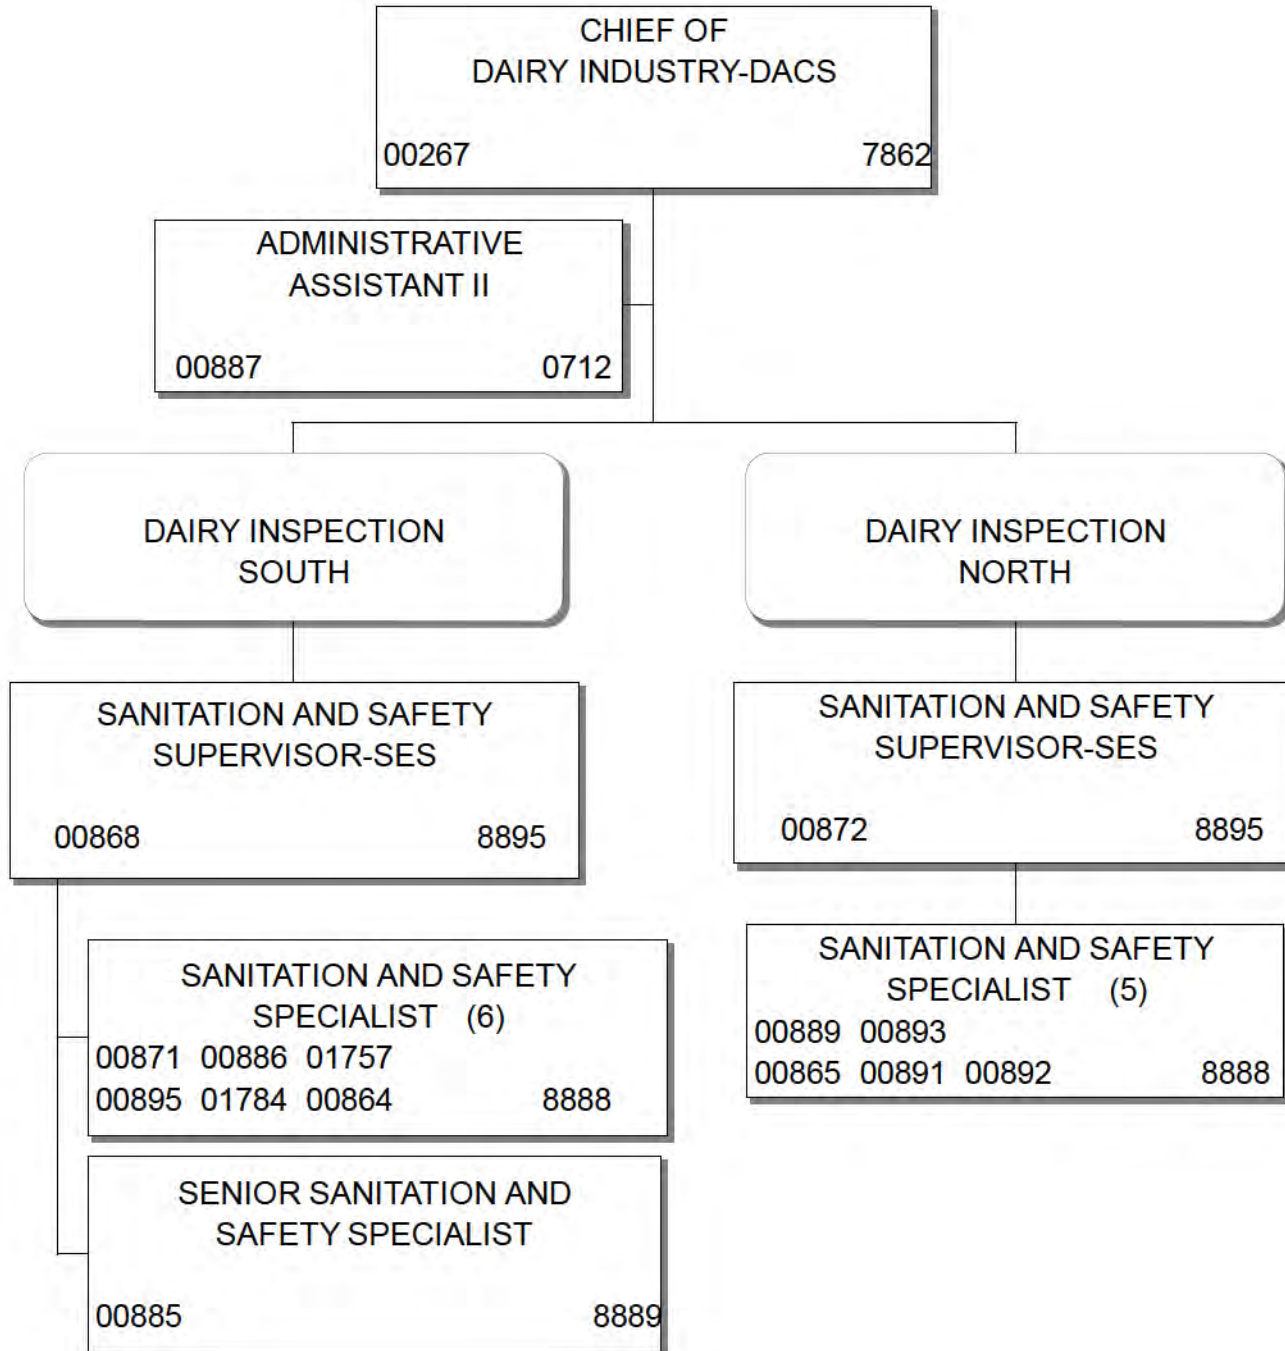 CHIEF OF
DAIRY INDUSTRY-DACS
00267 7862
ADMINISTRATIVE
ASSISTANT II
00887 0712
DAIRY INSPECTION
SOUTH
DAIRY INSPECTION
NORTH
SANITATION AND SAFETY
SUPERVISOR-SES
00868 8895
SANITATION AND SAFETY
SUPERVISOR-SES
00872 8895
SANITATION AND SAFETY
SPECIALIST (6)
00871 00886 01757
00895 01784 00864 8888
SANITATION AND SAFETY
SPECIALIST (5)
00889 00893
00865 00891 00892 8888
SENIOR SANITATION AND
SAFETY SPECIALIST
00885 8889